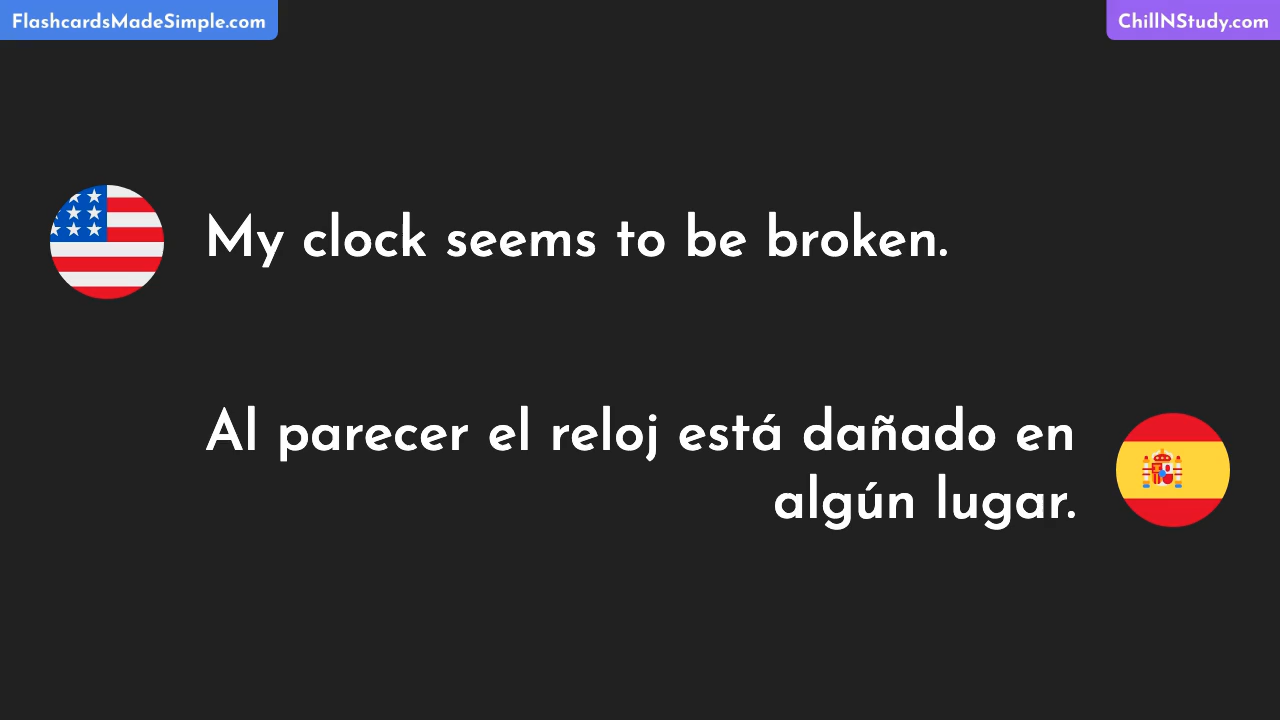 FlashcardsMadeSimple.com
ChillNStudy.com
My clock seems to be broken.
Al parecer el reloj está dañado en
algún lugar.